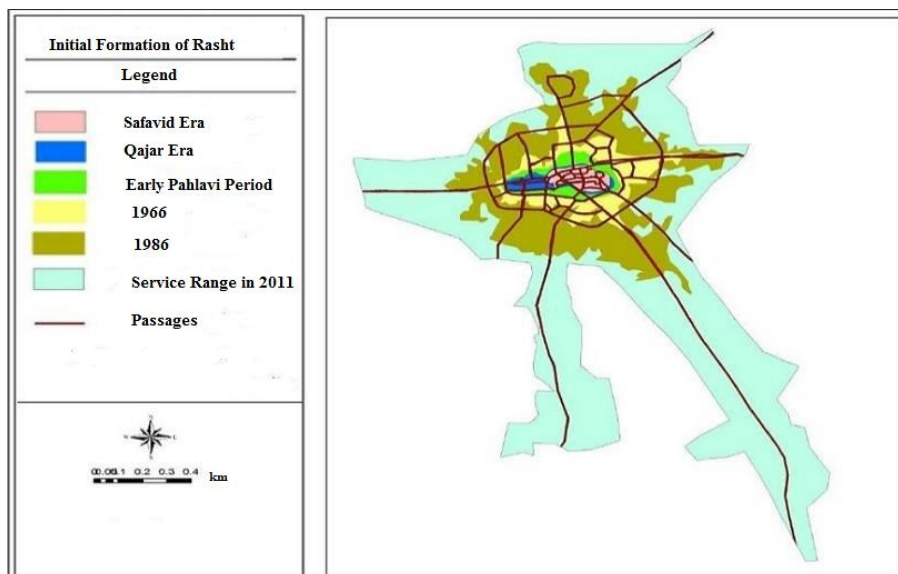 Initial Formation of Rasht
Legend
Safavid Era
Qajar Era
Early Pahlavi Period
1966
1986
Service Range in 2011
Passages
N
0.2 0.3 0.4 km